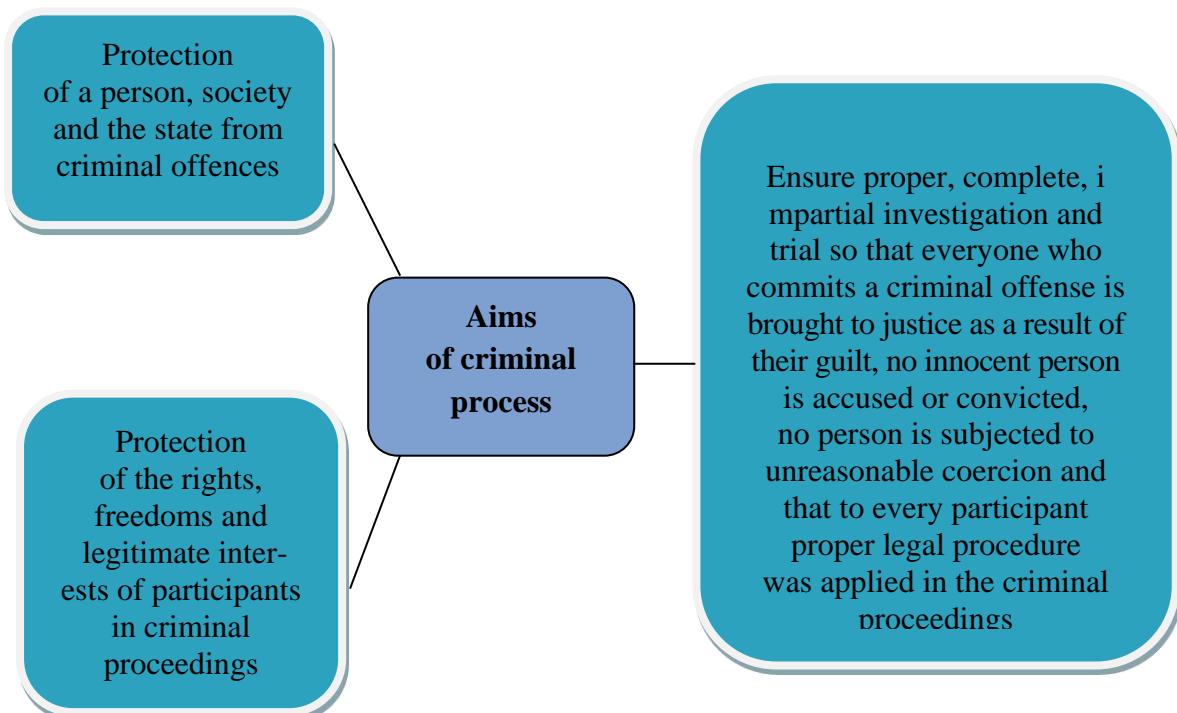 Protection
of a person, society
and the state from
criminal offences
Aims
of criminal
process
Protection
of the rights,
freedoms and
legitimate inter-
ests of participants
in criminal
proceedings
Ensure proper, complete, i
mpartial investigation and
trial so that everyone who
commits a criminal offense is
brought to justice as a result of
their guilt, no innocent person
is accused or convicted,
no person is subjected to
unreasonable coercion and
that to every participant
proper legal procedure
was applied in the criminal
proceedings